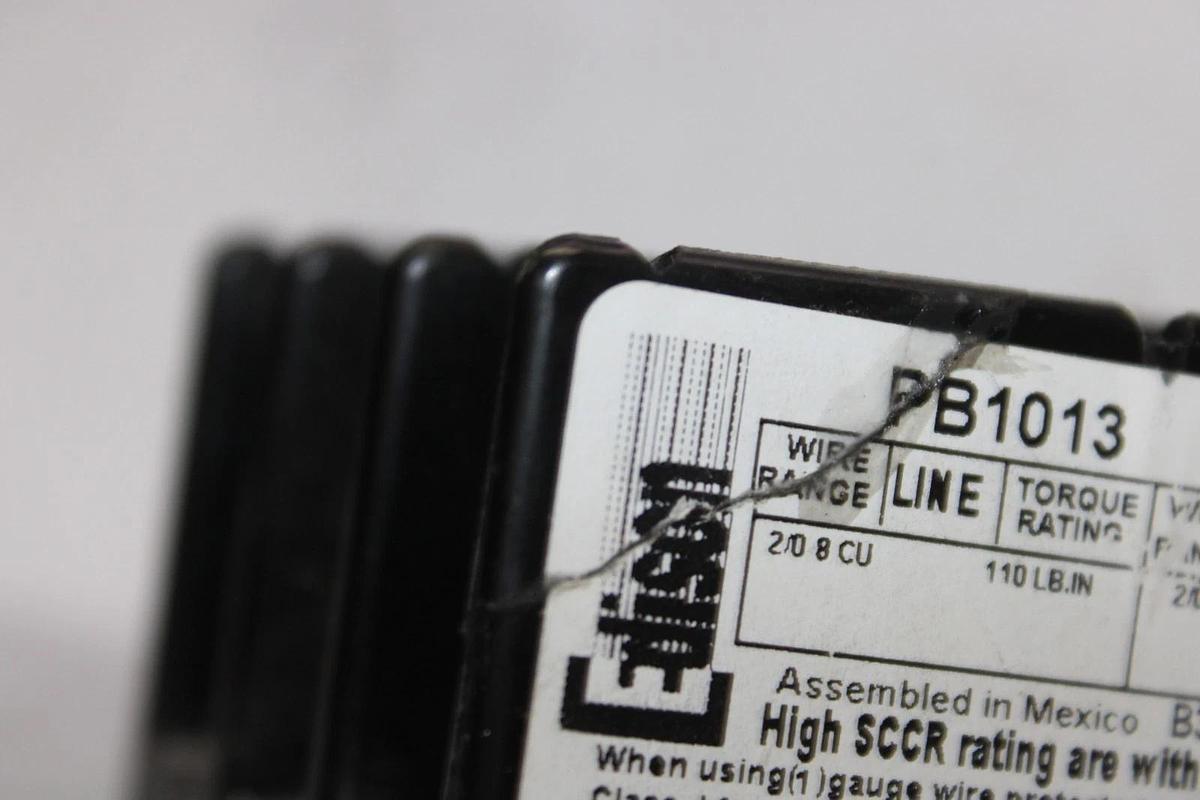 PB1013
WIRE RANGE LINE TORQUE RATING
2/0 8 CU 110 LB.IN
Assembled in Mexico
High SCCR rating are with
When using(1)gauge wire